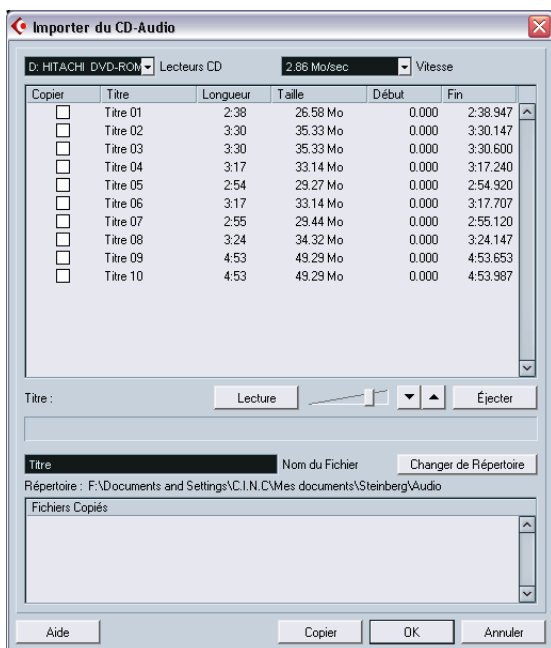 Importer du CD-Audio
D: HITACHI DVD-ROM Lecteurs CD 2.86 Mo/sec Vitesse
Copier Titre Longueur Taille Début Fin
Titre 01 2:38 26.58 Mo 0.000 2:38.947
Titre 02 3:30 35.33 Mo 0.000 3:30.147
Titre 03 3:30 35.33 Mo 0.000 3:30.600
Titre 04 3:17 33.14 Mo 0.000 3:17.240
Titre 05 2:54 29.27 Mo 0.000 2:54.920
Titre 06 3:17 33.14 Mo 0.000 3:17.707
Titre 07 2:55 29.44 Mo 0.000 2:55.120
Titre 08 3:24 34.32 Mo 0.000 3:24.147
Titre 09 4:53 49.29 Mo 0.000 4:53.653
Titre 10 4:53 49.29 Mo 0.000 4:53.987
Titre : Lecture Éjecter
Titre Nom du Fichier Changer de Répertoire
Répertoire : F:\Documents and Settings\C.I.N.C\Mes documents\Steinberg\Audio
Fichiers Copiés
Aide Copier OK Annuler